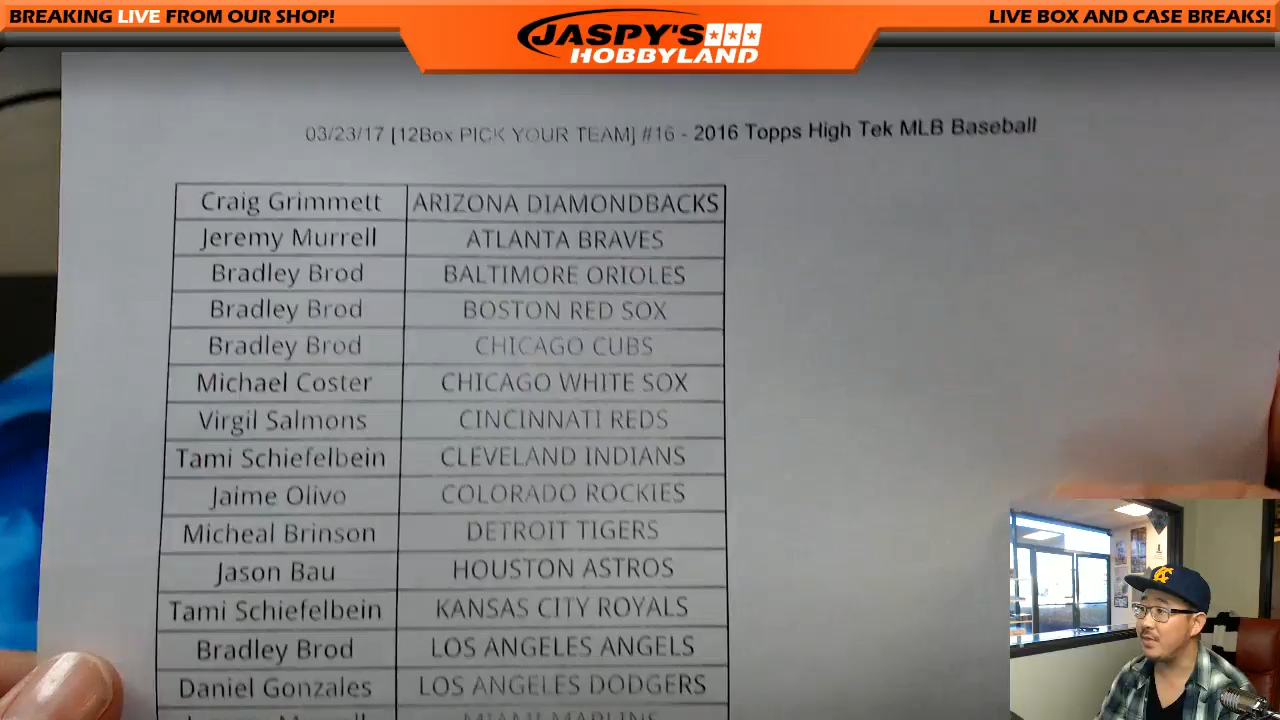 BREAKING LIVE FROM OUR SHOP!
JASPY'S
HOBBYLAND
LIVE BOX AND CASE BREAKS!
03/23/17 [12Box PICK YOUR TEAM] #16 - 2016 Topps High Tek MLB Baseball
Craig Grimmett ARIZONA DIAMONDBACKS
Jeremy Murrell ATLANTA BRAVES
Bradley Brod BALTIMORE ORIOLES
Bradley Brod BOSTON RED SOX
Bradley Brod CHICAGO CUBS
Michael Coster CHICAGO WHITE SOX
Virgil Salmons CINCINNATI REDS
Tami Schiefelbein CLEVELAND INDIANS
Jaime Olivo COLORADO ROCKIES
Micheal Brinson DETROIT TIGERS
Jason Bau HOUSTON ASTROS
Tami Schiefelbein KANSAS CITY ROYALS
Bradley Brod LOS ANGELES ANGELS
Daniel Gonzales LOS ANGELES DODGERS
MIAMI MARLINS